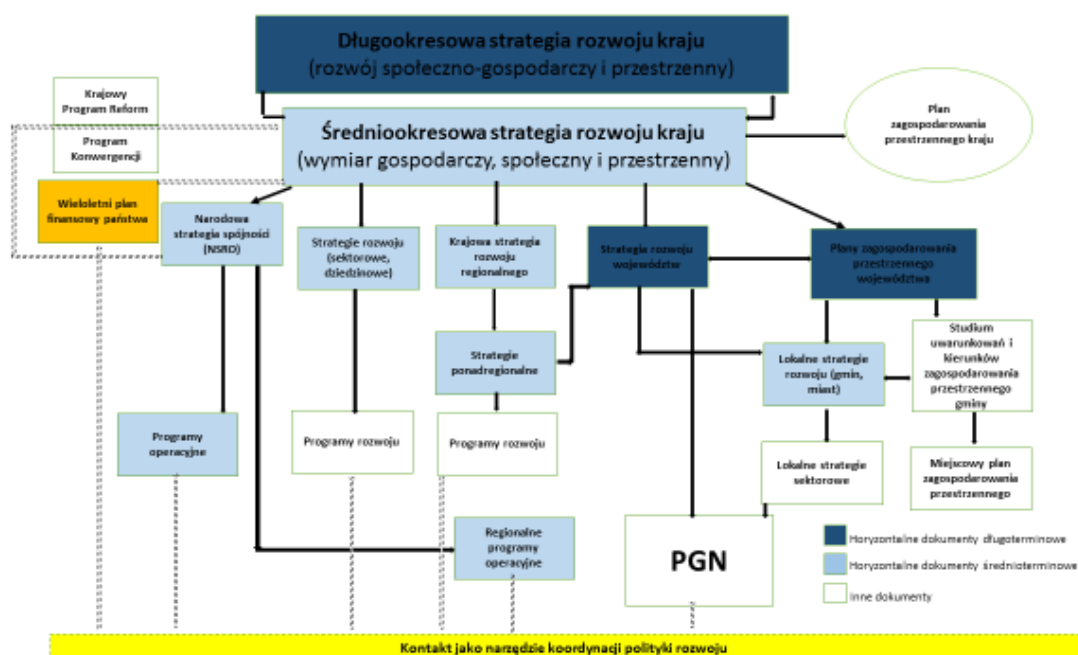 Długookresowa strategia rozwoju kraju
(rozwój społeczno-gospodarczy i przestrzenny)
Krajowy
Program Reform
Plan
zagospodarowania
przestrzennego kraju
Średniookresowa strategia rozwoju kraju
(wymiar gospodarczy, społeczny i przestrzenny)
Program
Konwergencji
Wieloletni plan
finansowy państwa
Narodowa
strategia spójności
(NSRO)
Strategie rozwoju
(sektorowe,
dziedzinowe)
Krajowa strategia
rozwoju
regionalnego
Strategia rozwoju
województw
Plany zagospodarowania
przestrzennego
województwa
Strategie
ponadregionalne
Lokalne strategie
rozwoju (gmin,
miast)
Studium
uwarunkowań i
kierunków
zagospodarowania
przestrzennego
gminy
Programy
operacyjne
Programy rozwoju
Programy rozwoju
Lokalne strategie
sektorowe
Miejscowy plan
zagospodarowania
przestrzennego
Regionalne
programy
operacyjne
PGN
Horyzontalne dokumenty długoterminowe
Horyzontalne dokumenty średnioterminowe
Inne dokumenty
Kontakt jako narzędzie koordynacji polityki rozwoju